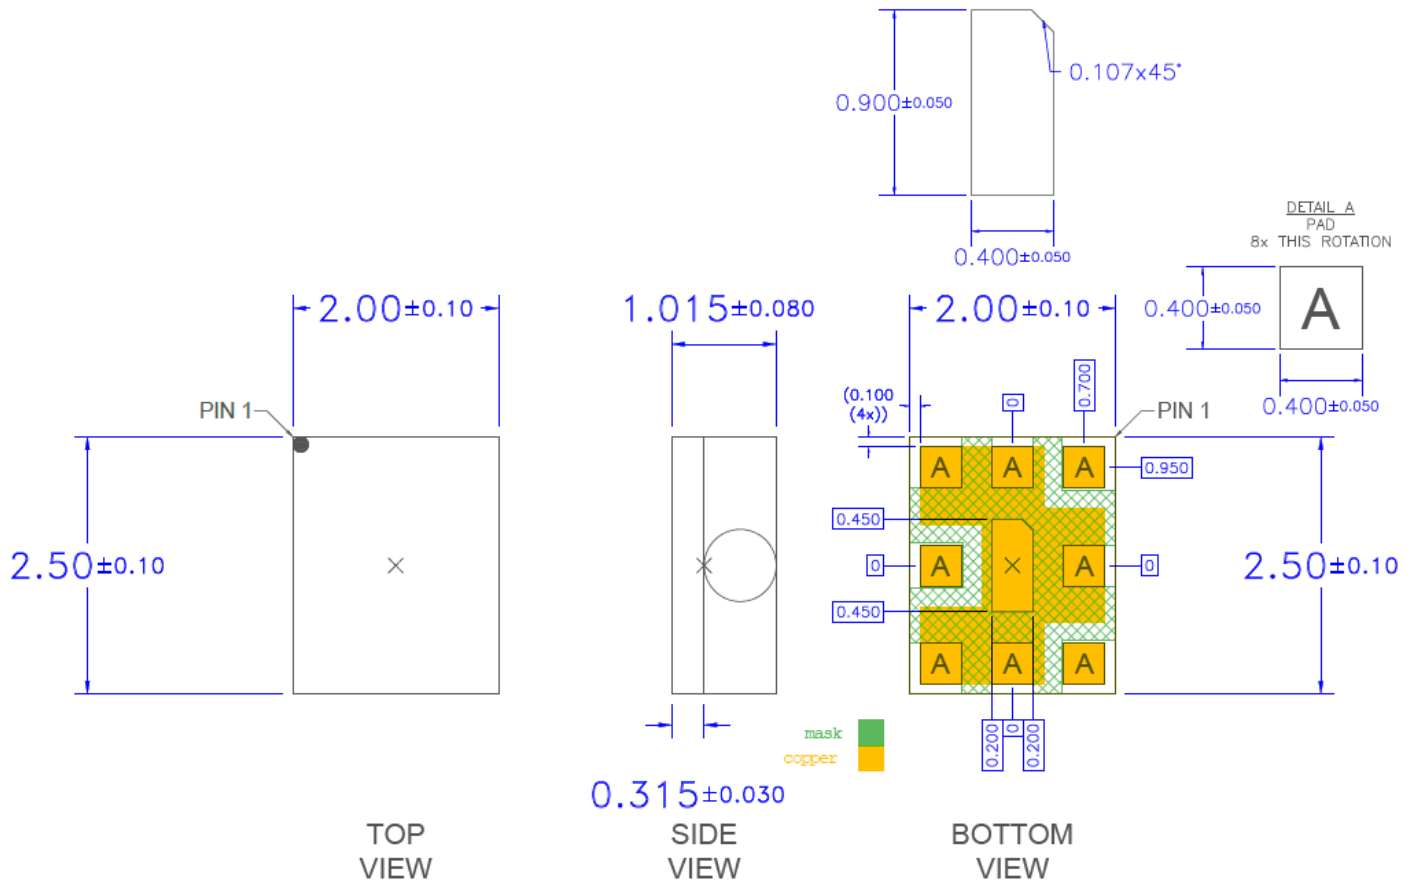 0.107x45°
0.900±0.050
0.400±0.050
DETAIL A
PAD
8x THIS ROTATION
A
0.400±0.050
0.400±0.050
2.00±0.10
1.015±0.080
2.00±0.10
PIN 1
(0.100
(4x))
0
0.700
PIN 1
A
A
A
0.950
0.450
2.50±0.10
0
A
A
0
2.50±0.10
0.450
A
A
A
0.200
0
0.200
mask
copper
0.315±0.030
TOP
VIEW
SIDE
VIEW
BOTTOM
VIEW